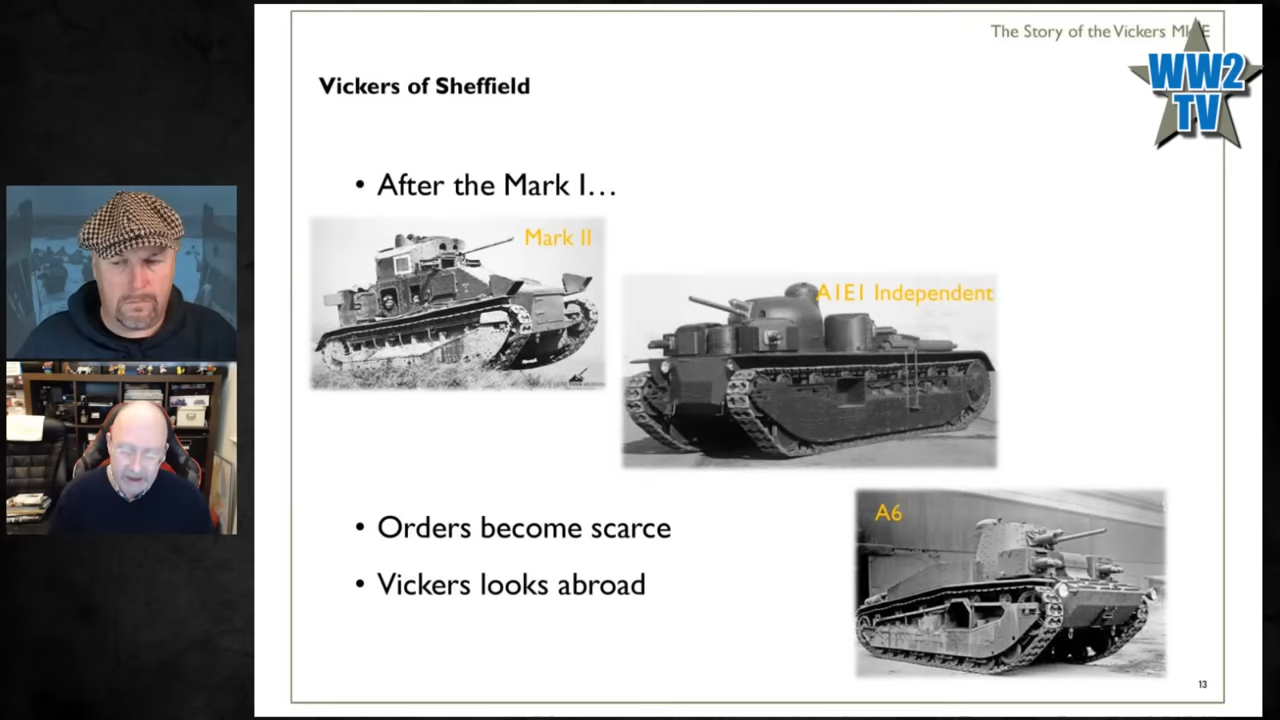 The Story of the Vickers Mk E
WW2
TV
Vickers of Sheffield
• After the Mark I…
Mark II
A1E1 Independent
• Orders become scarce
A6
• Vickers looks abroad
13